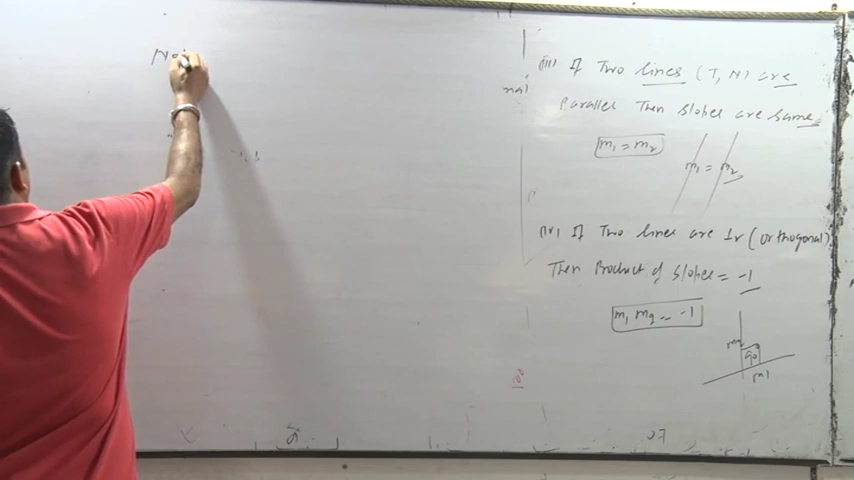 No
(iii) If Two lines (T, N) are
Parallel Then slopes are same
m1 = m2
m1 = m2
(iv) If Two lines are Ir (orthogonal)
Then Product of slopes = -1
m1 m2 = -1
m2
90°
m1